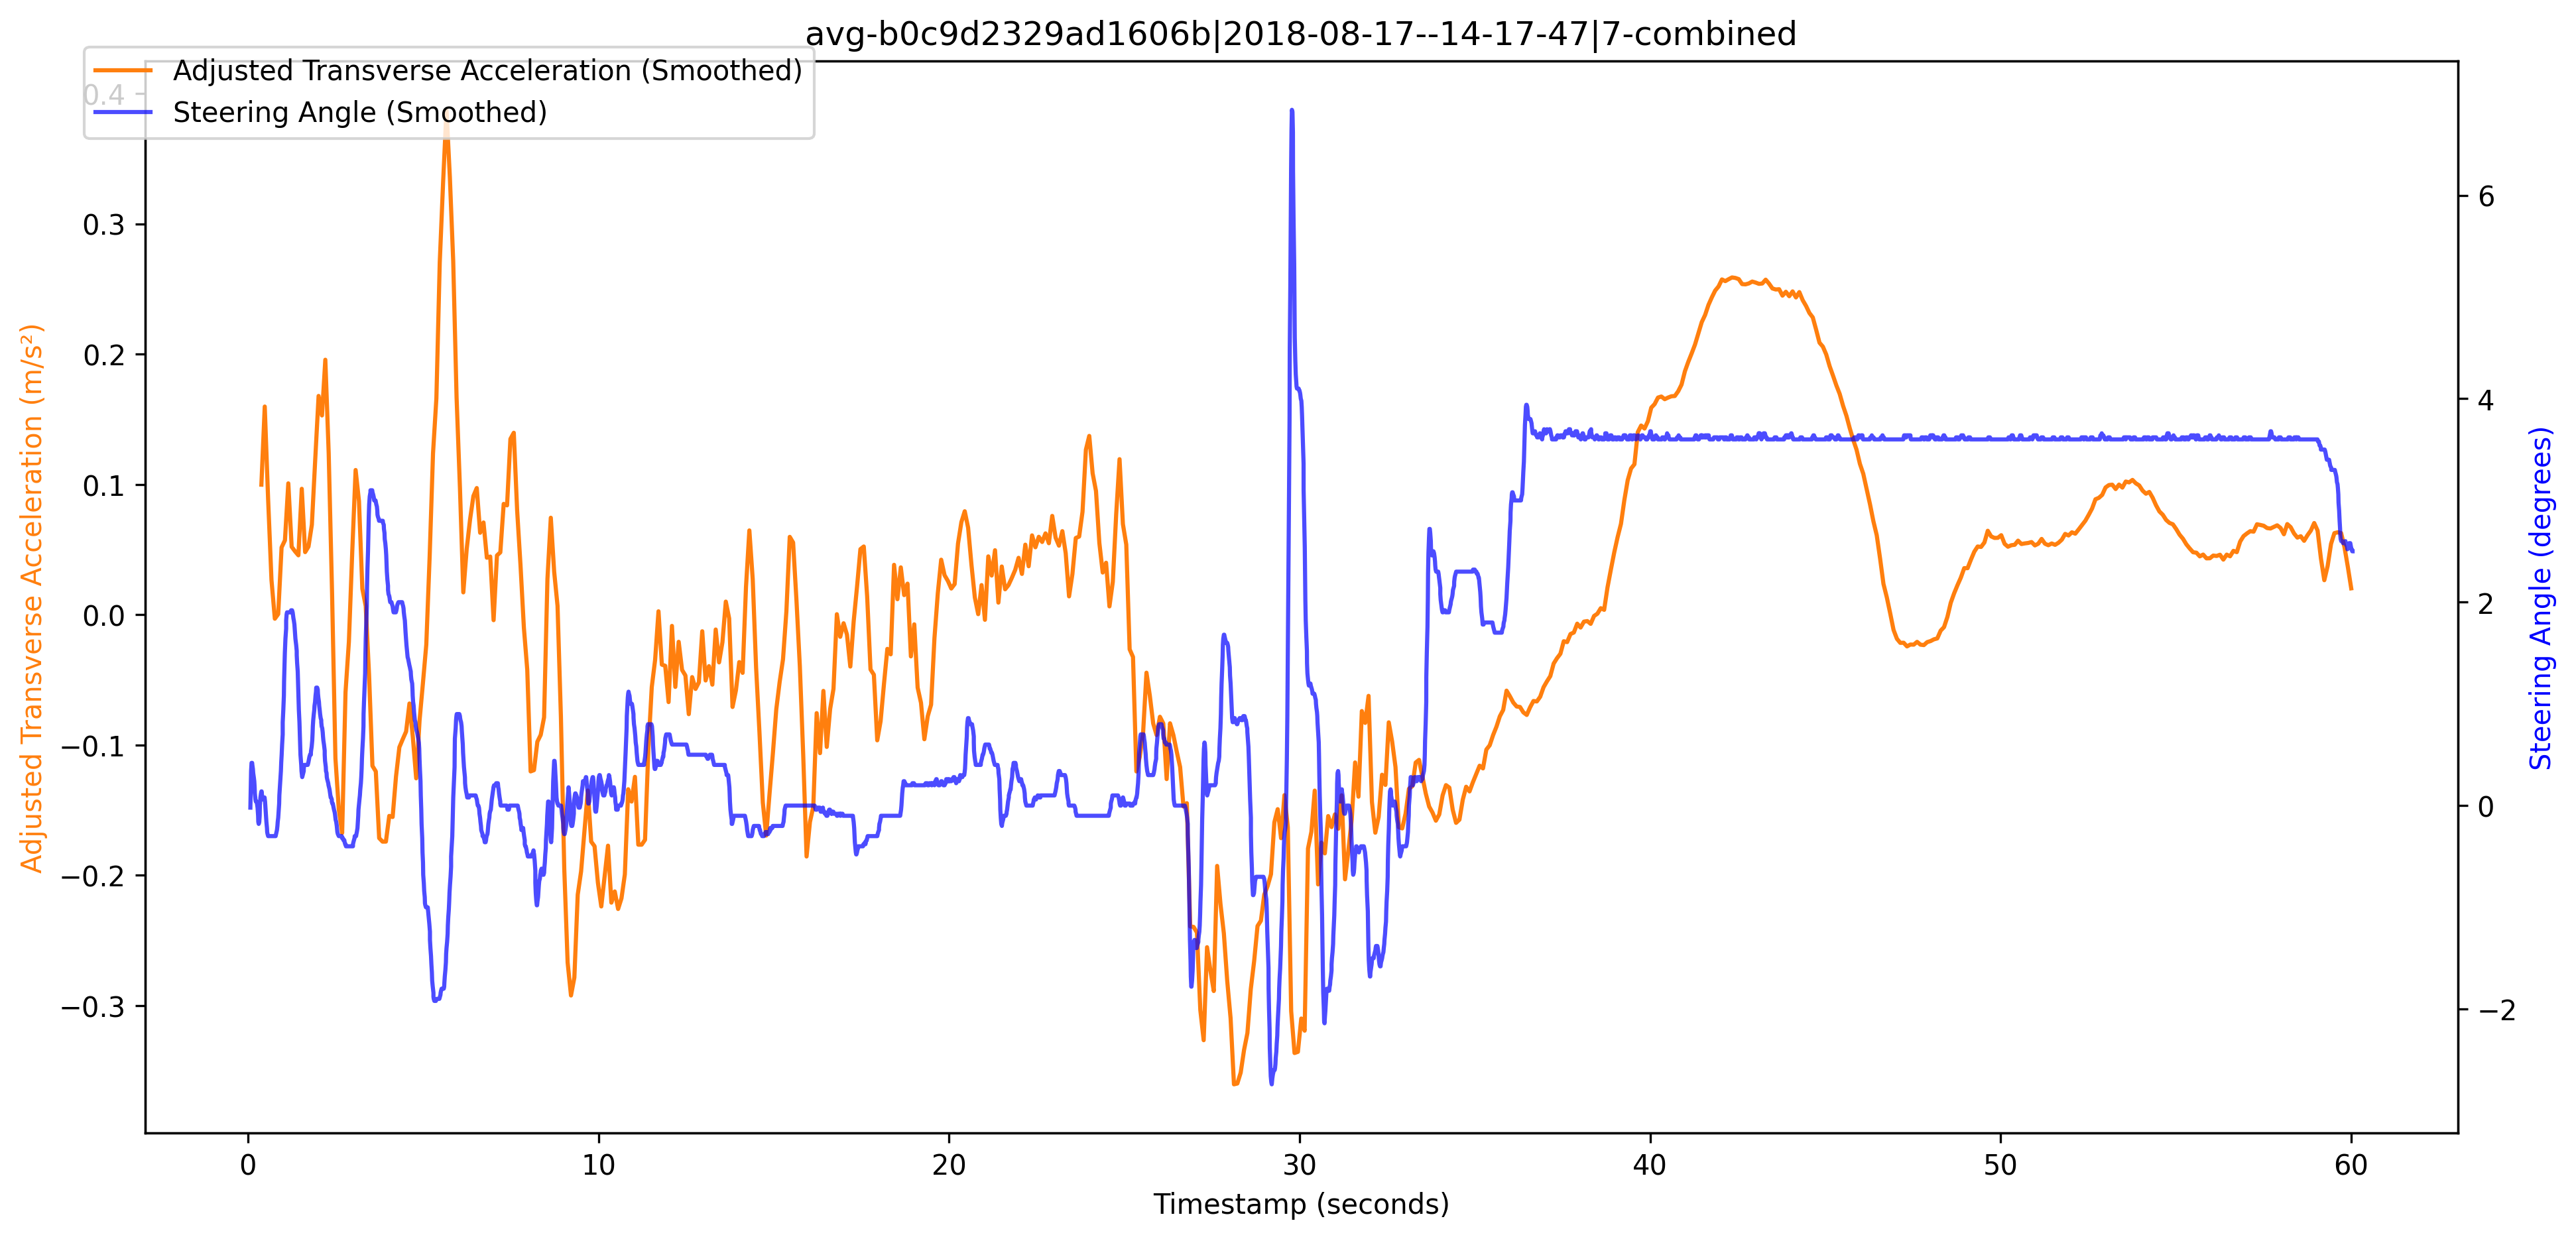 avg-b0c9d2329ad1606b|2018-08-17--14-17-47|7-combined
Adjusted Transverse Acceleration (Smoothed)
Steering Angle (Smoothed)
0.4
0.3
0.2
0.1
0.0
−0.1
−0.2
−0.3
Adjusted Transverse Acceleration (m/s²)
6
4
2
0
−2
Steering Angle (degrees)
0 10 20 30 40 50 60
Timestamp (seconds)